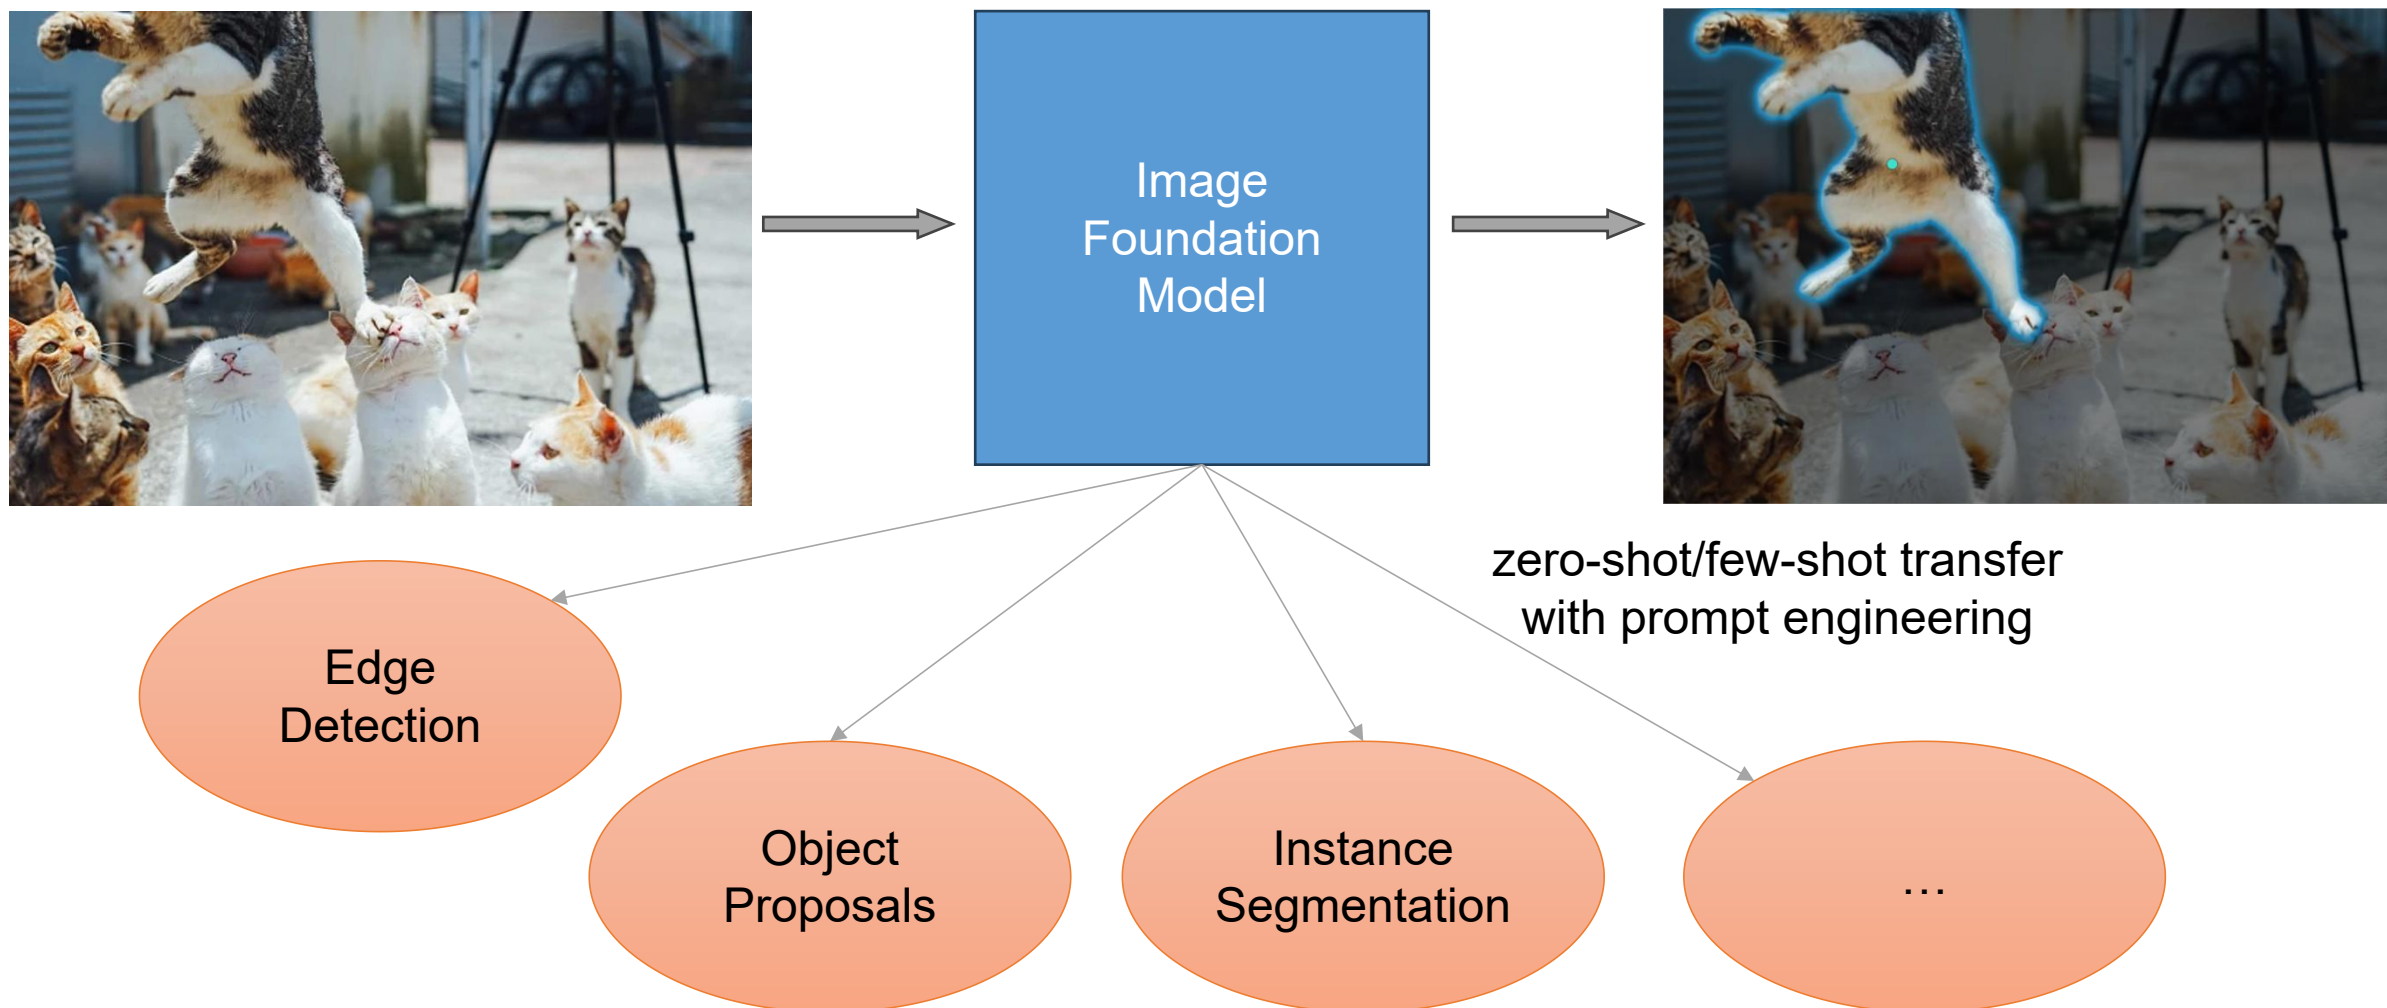 Image
Foundation
Model
zero-shot/few-shot transfer
with prompt engineering
Edge
Detection
Object
Proposals
Instance
Segmentation
...